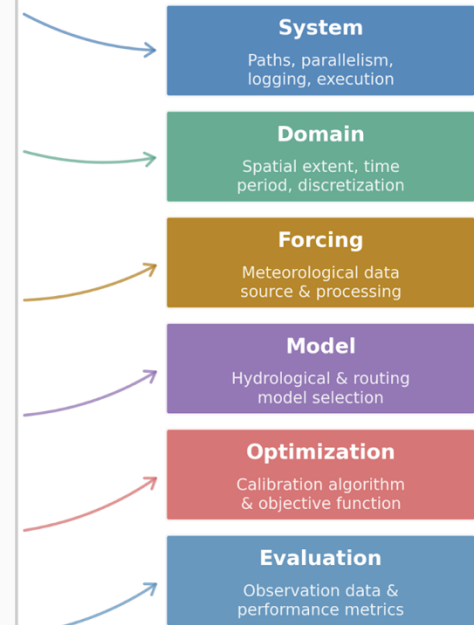 System
Paths, parallelism,
logging, execution
Domain
Spatial extent, time
period, discretization
Forcing
Meteorological data
source & processing
Model
Hydrological & routing
model selection
Optimization
Calibration algorithm
& objective function
Evaluation
Observation data &
performance metrics